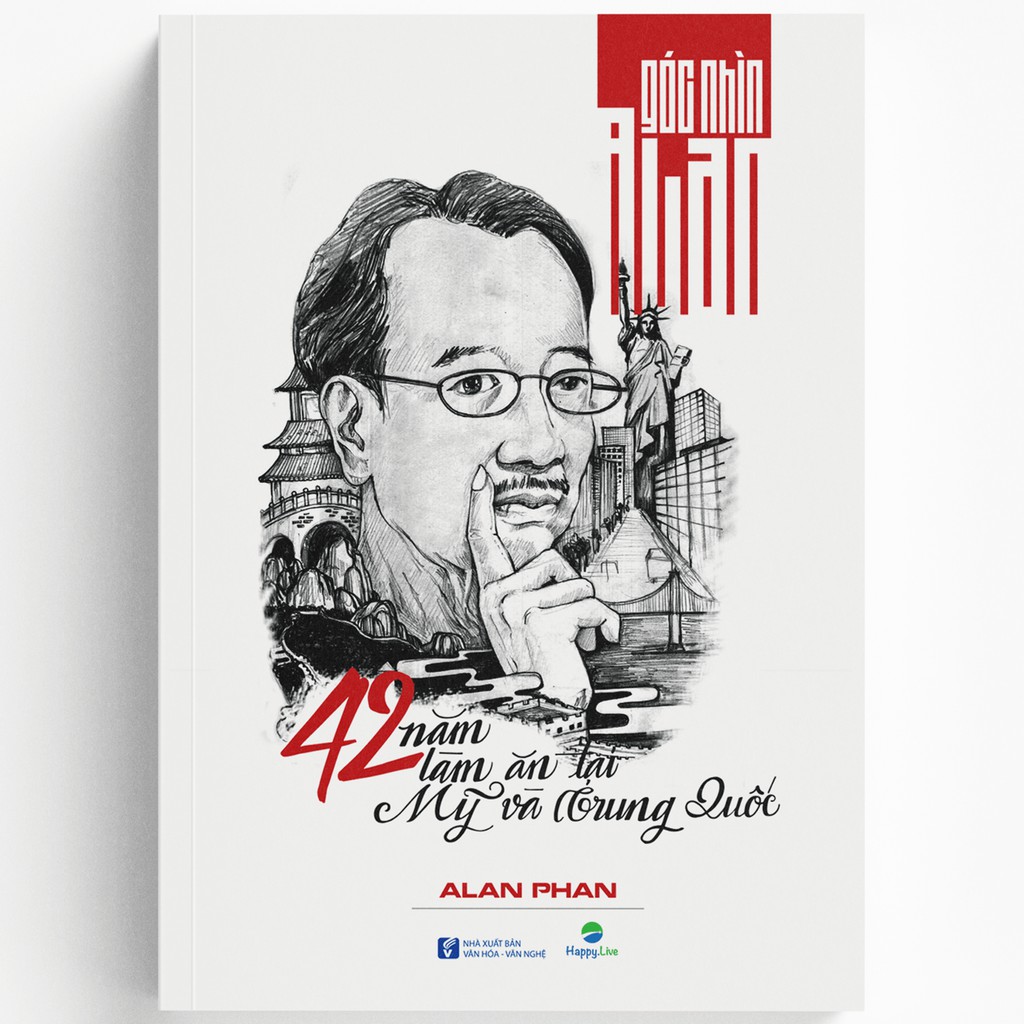 góc nhìn
ALAN
42 năm
làm ăn tại
Mỹ và Trung Quốc
ALAN PHAN
NHÀ XUẤT BẢN
VĂN HÓA - VĂN NGHỆ
Happy.Live